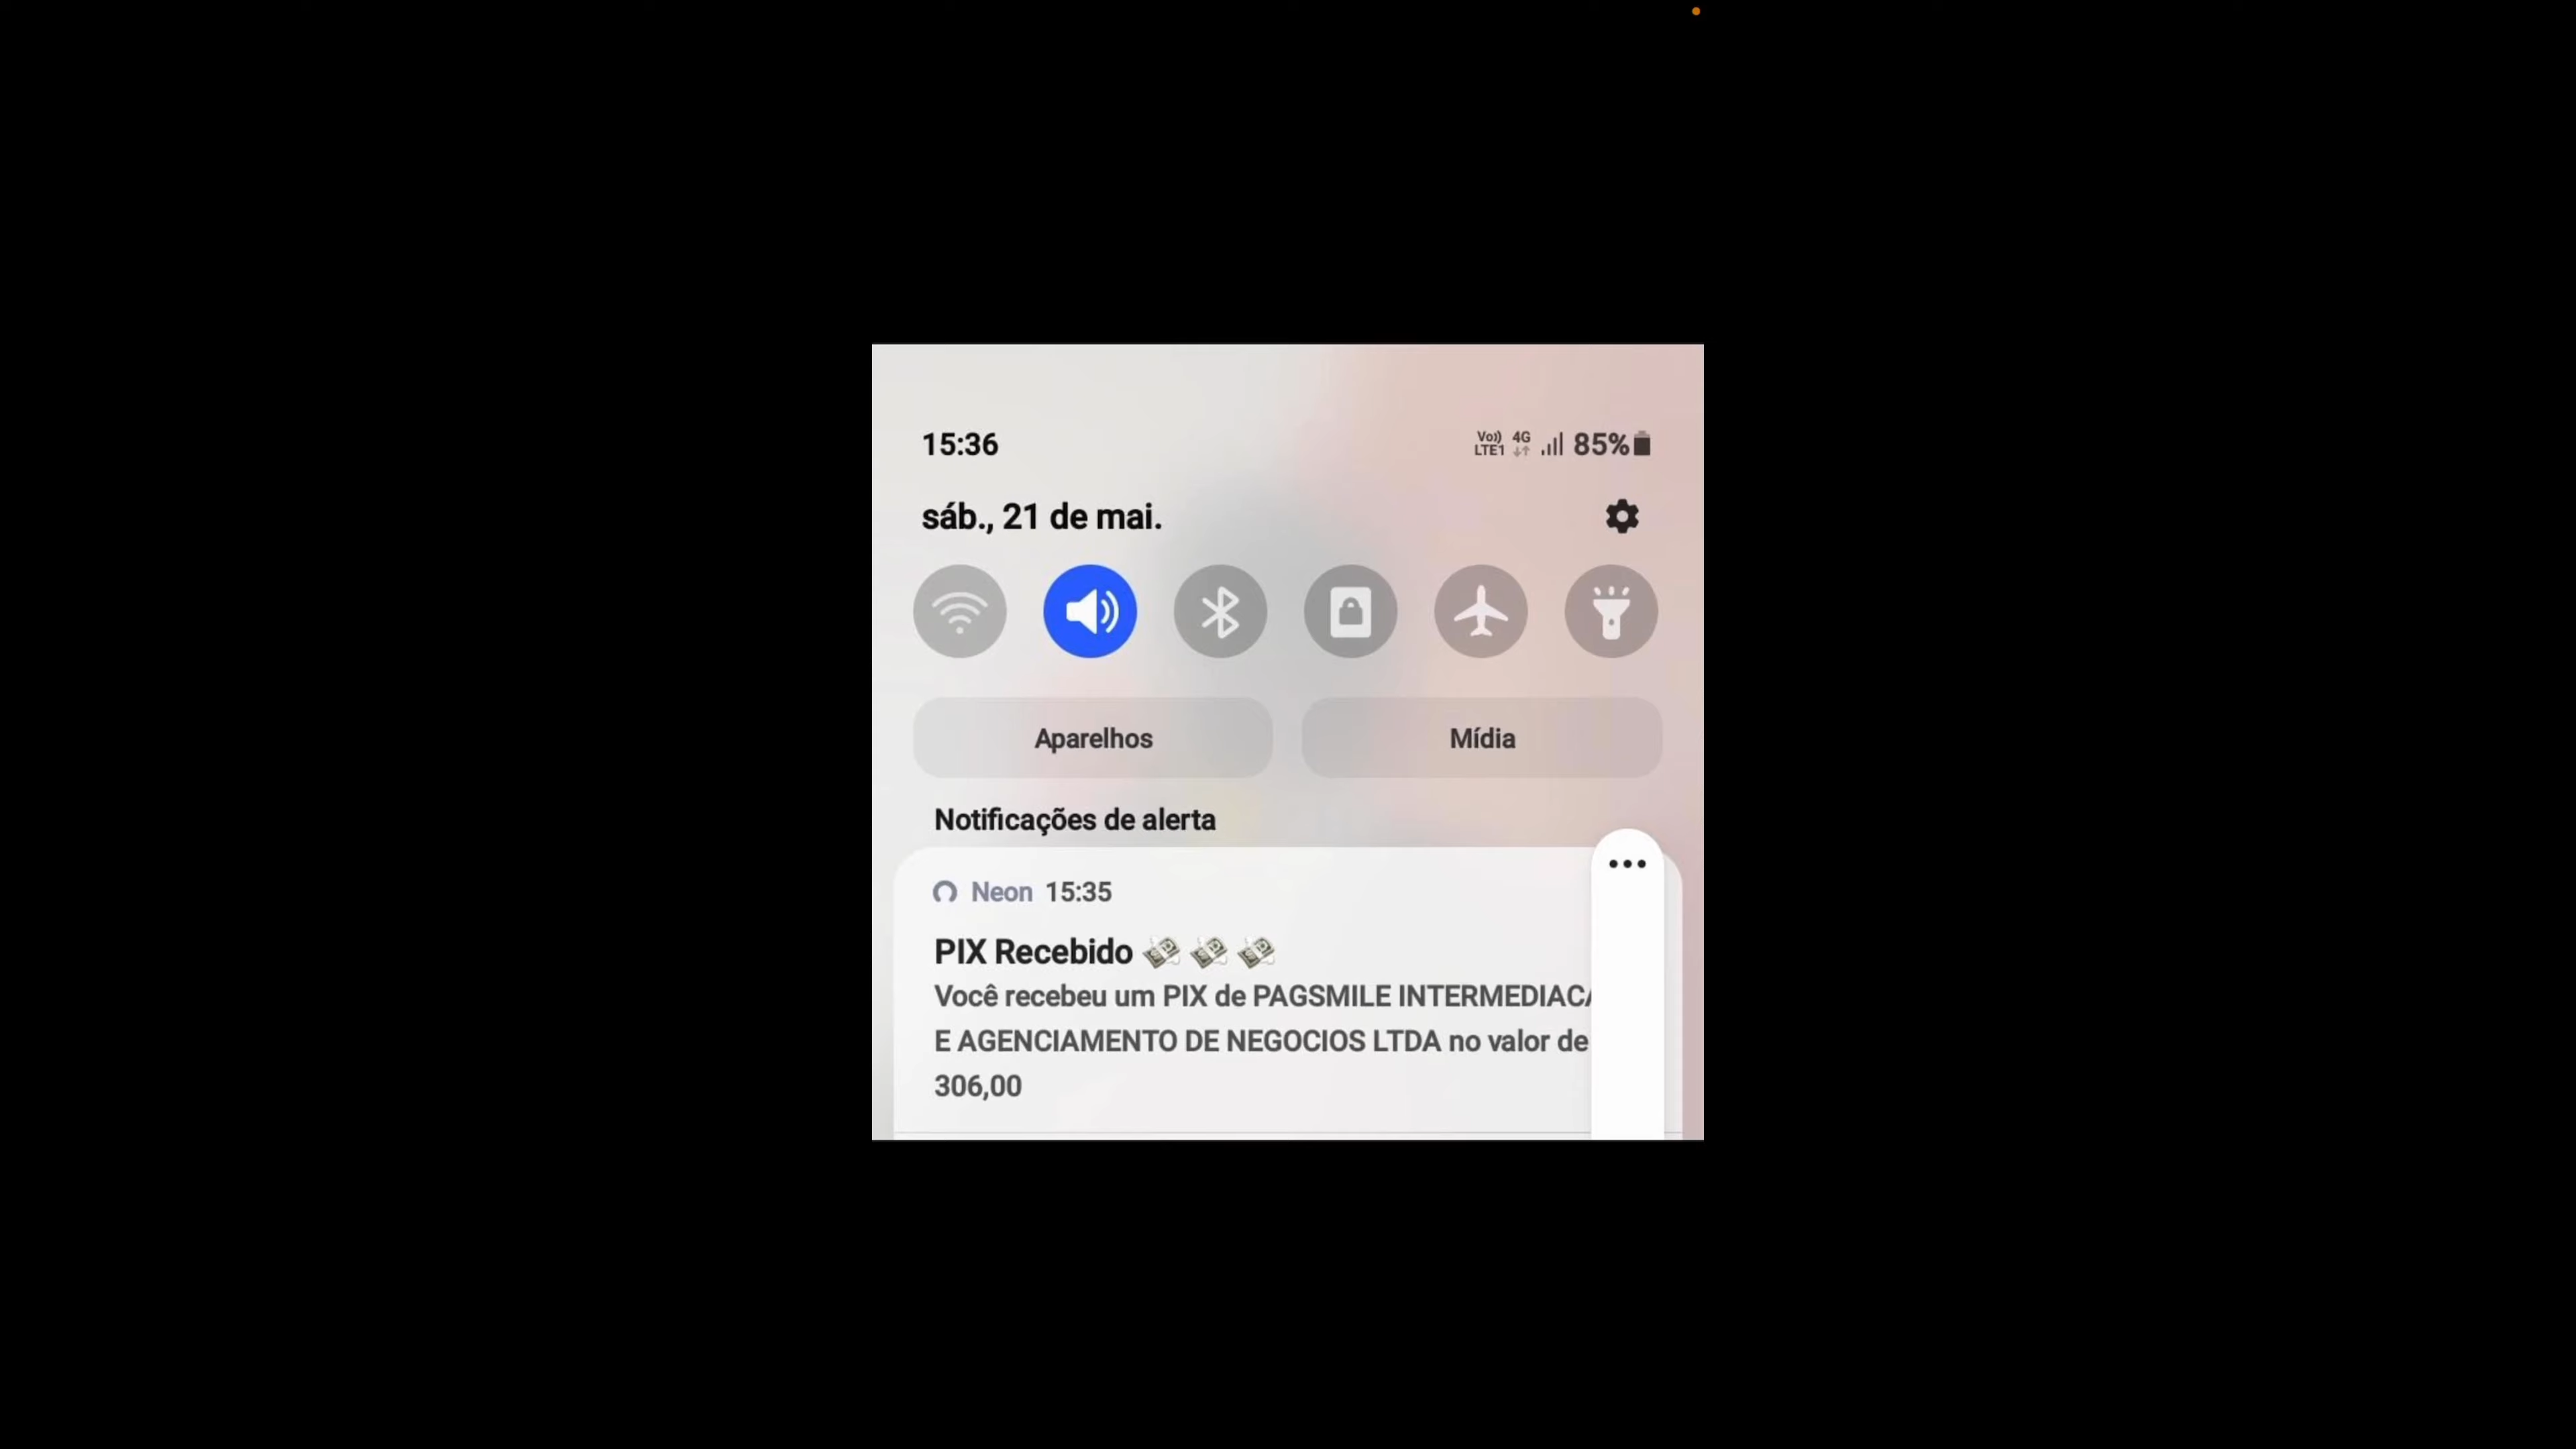 15:36
Vo)) LTE1 4G 85%
sáb., 21 de mai.
Aparelhos
Mídia
Notificações de alerta
Neon 15:35
PIX Recebido 💸💸💸
Você recebeu um PIX de PAGSMILE
E AGENCIAMENTO DE NEGOCIOS LTDA no valor de
306,00